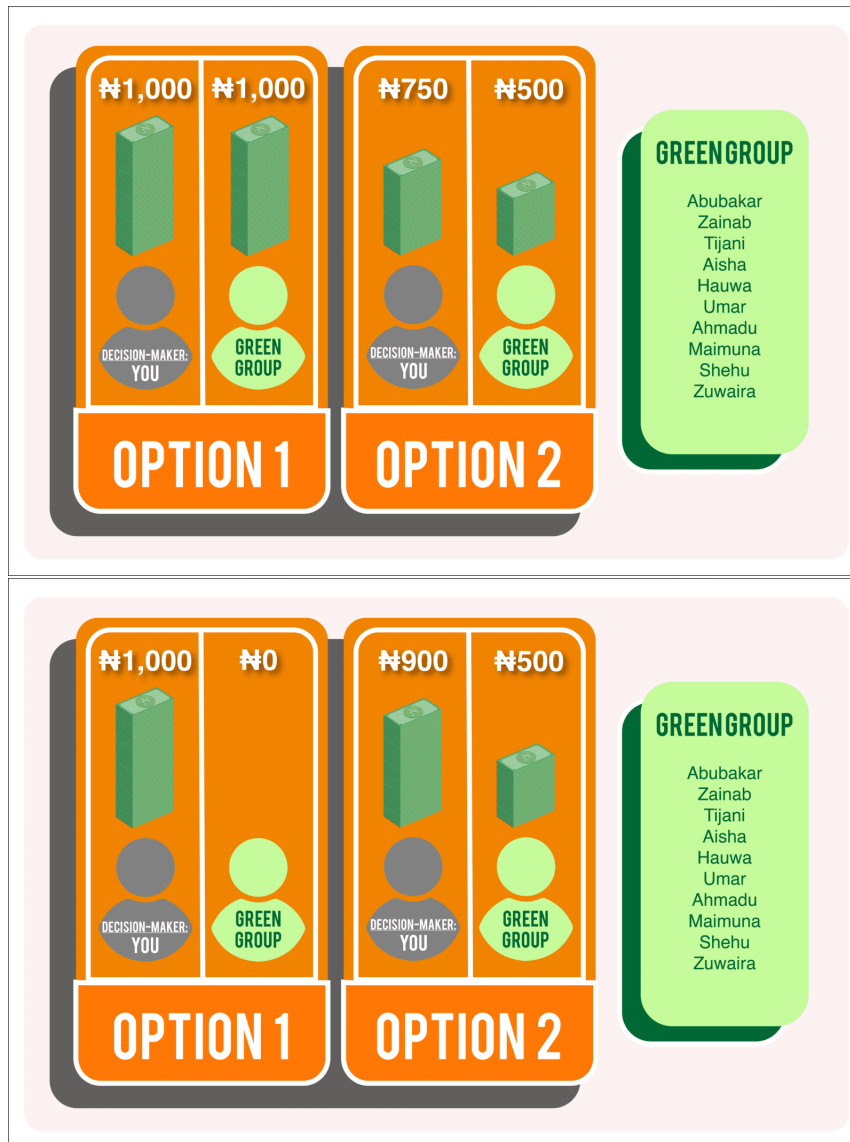 ₦1,000 ₦1,000 ₦750 ₦500
DECISION-MAKER:
YOU
GREEN
GROUP
DECISION-MAKER:
YOU
GREEN
GROUP
OPTION 1
OPTION 2
GREEN GROUP
Abubakar
Zainab
Tijani
Aisha
Hauwa
Umar
Ahmadu
Maimuna
Shehu
Zuwaira
₦1,000 ₦0 ₦900 ₦500
DECISION-MAKER:
YOU
GREEN
GROUP
DECISION-MAKER:
YOU
GREEN
GROUP
OPTION 1
OPTION 2
GREEN GROUP
Abubakar
Zainab
Tijani
Aisha
Hauwa
Umar
Ahmadu
Maimuna
Shehu
Zuwaira